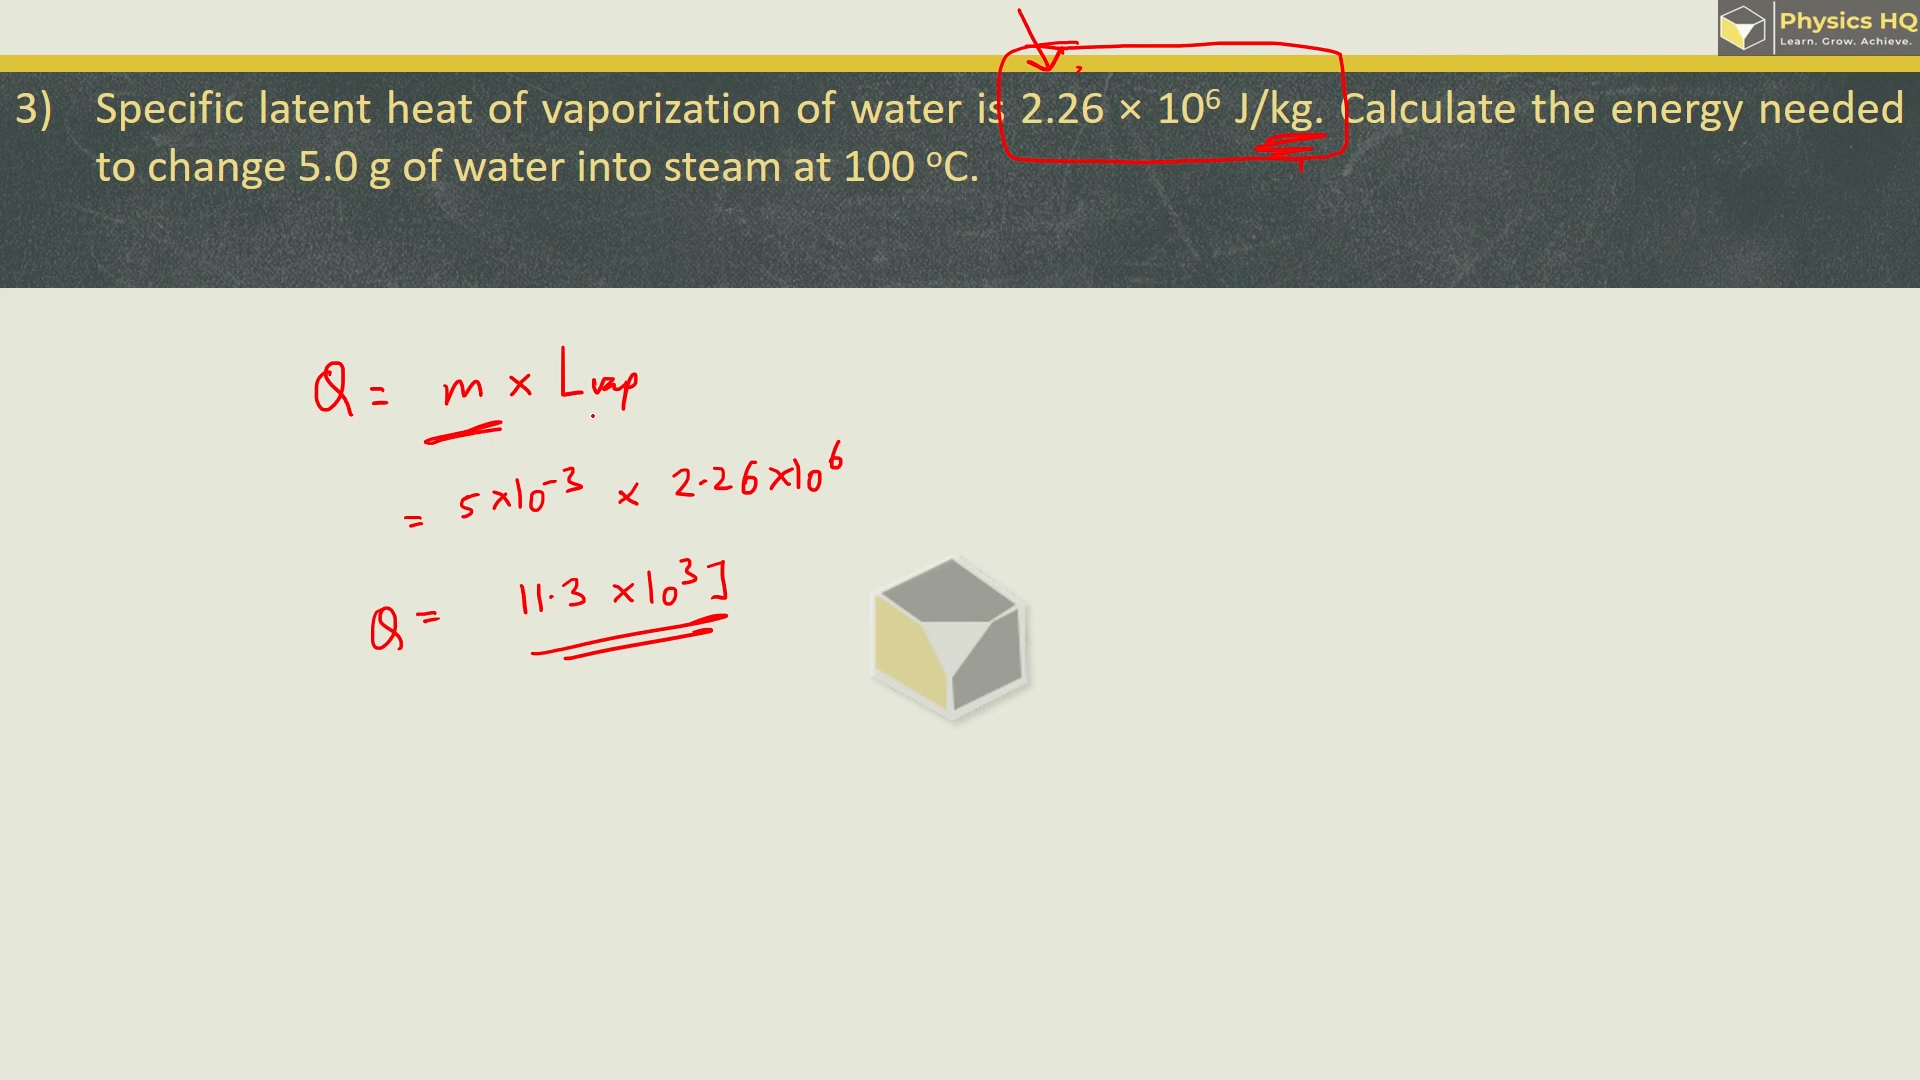 Physics HQ
Learn. Grow. Achieve.
3) Specific latent heat of vaporization of water is 2.26 × 10⁶ J/kg. Calculate the energy needed
to change 5.0 g of water into steam at 100 ºC.
Q = m × Lvap
= 5×10⁻³ × 2.26×10⁶
Q = 11.3 ×10³ J